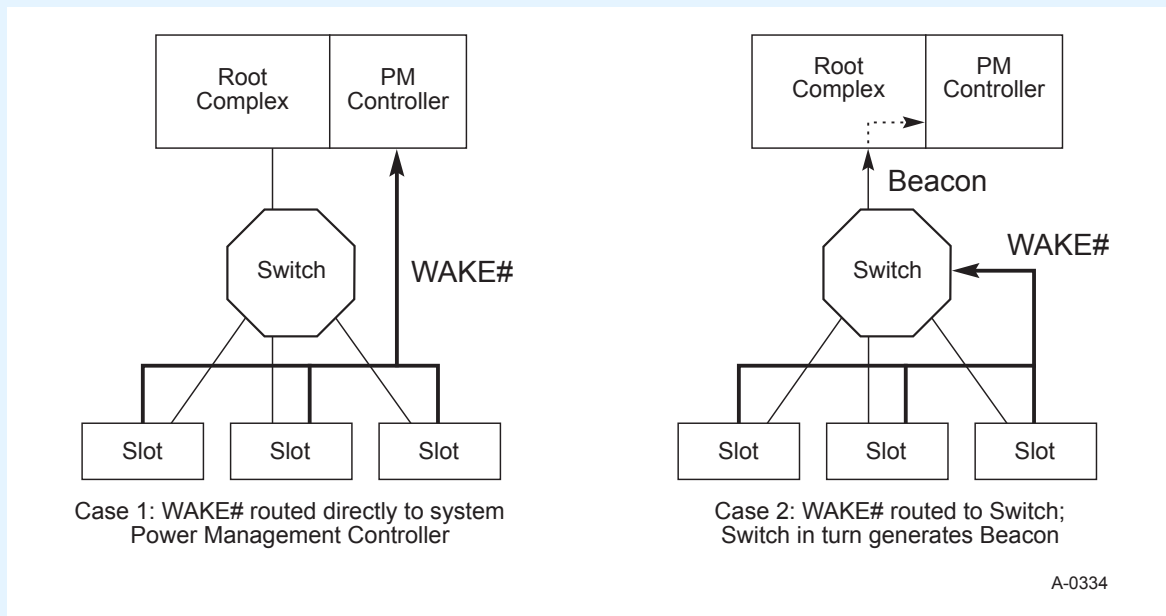 Root
Complex
PM
Controller
Switch
WAKE#
Slot
Slot
Slot
Case 1: WAKE# routed directly to system
Power Management Controller
Root
Complex
PM
Controller
Beacon
WAKE#
Switch
Slot
Slot
Slot
Case 2: WAKE# routed to Switch;
Switch in turn generates Beacon
A-0334